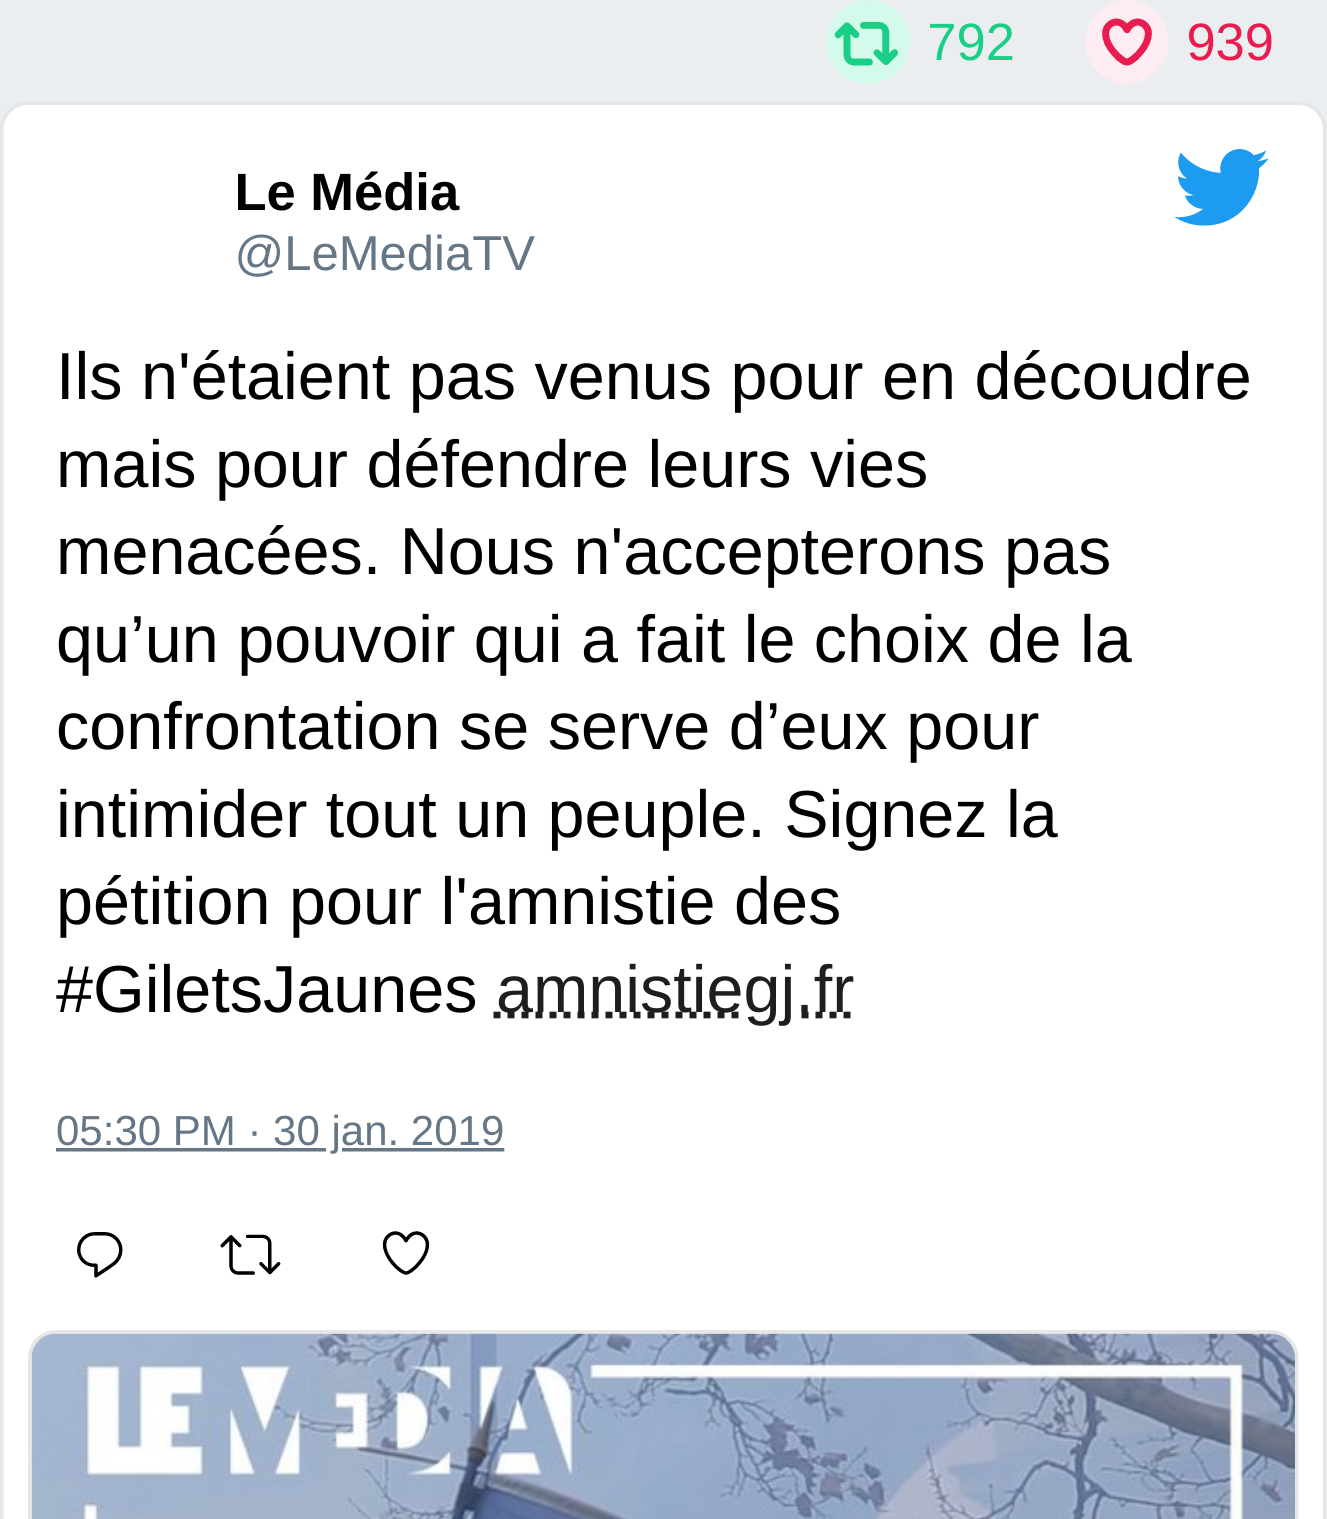 792 939
Le Média
@LeMediaTV
Ils n'étaient pas venus pour en découdre
mais pour défendre leurs vies
menacées. Nous n'accepterons pas
qu’un pouvoir qui a fait le choix de la
confrontation se serve d’eux pour
intimider tout un peuple. Signez la
pétition pour l'amnistie des
#GiletsJaunes amnistiegj.fr
05:30 PM · 30 jan. 2019
LE MEDIA